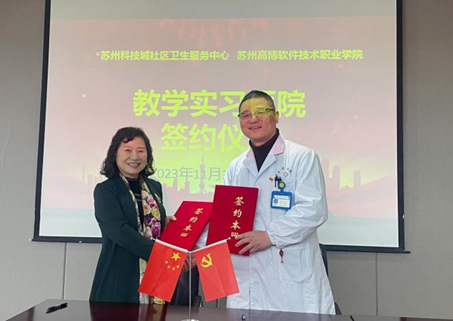 苏州科技城社区卫生服务中心 苏州高博软件技术职业学院
教学实习医院
签约仪
2023年11月
签约本
签约本